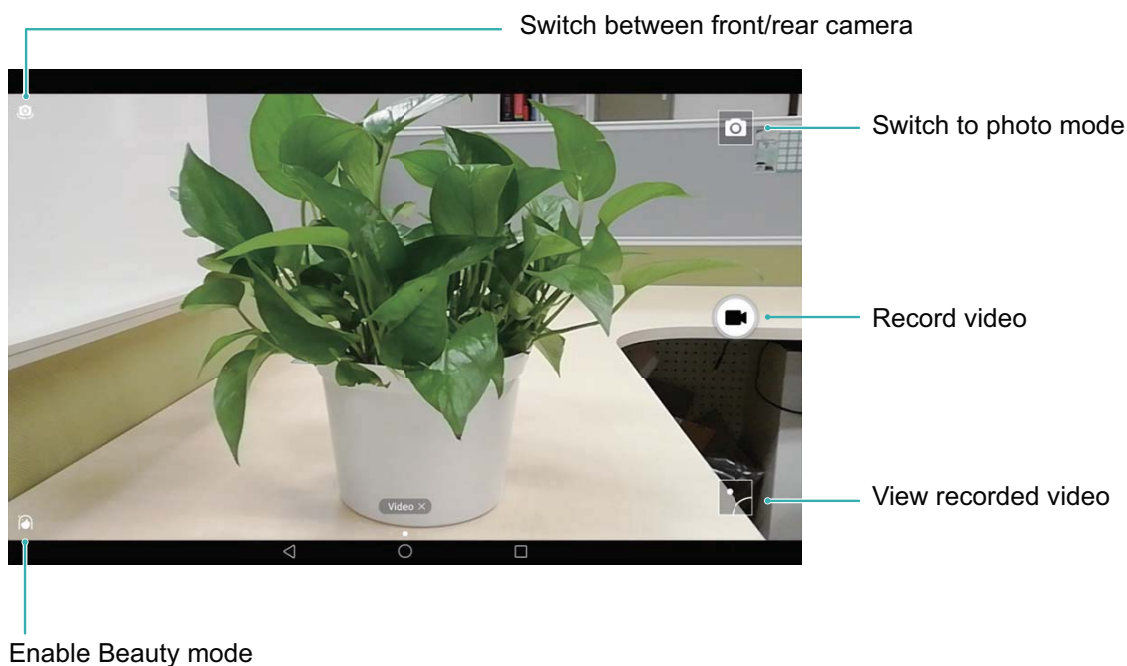 Switch between front/rear camera
Switch to photo mode
Record video
View recorded video
Video ×
Enable Beauty mode